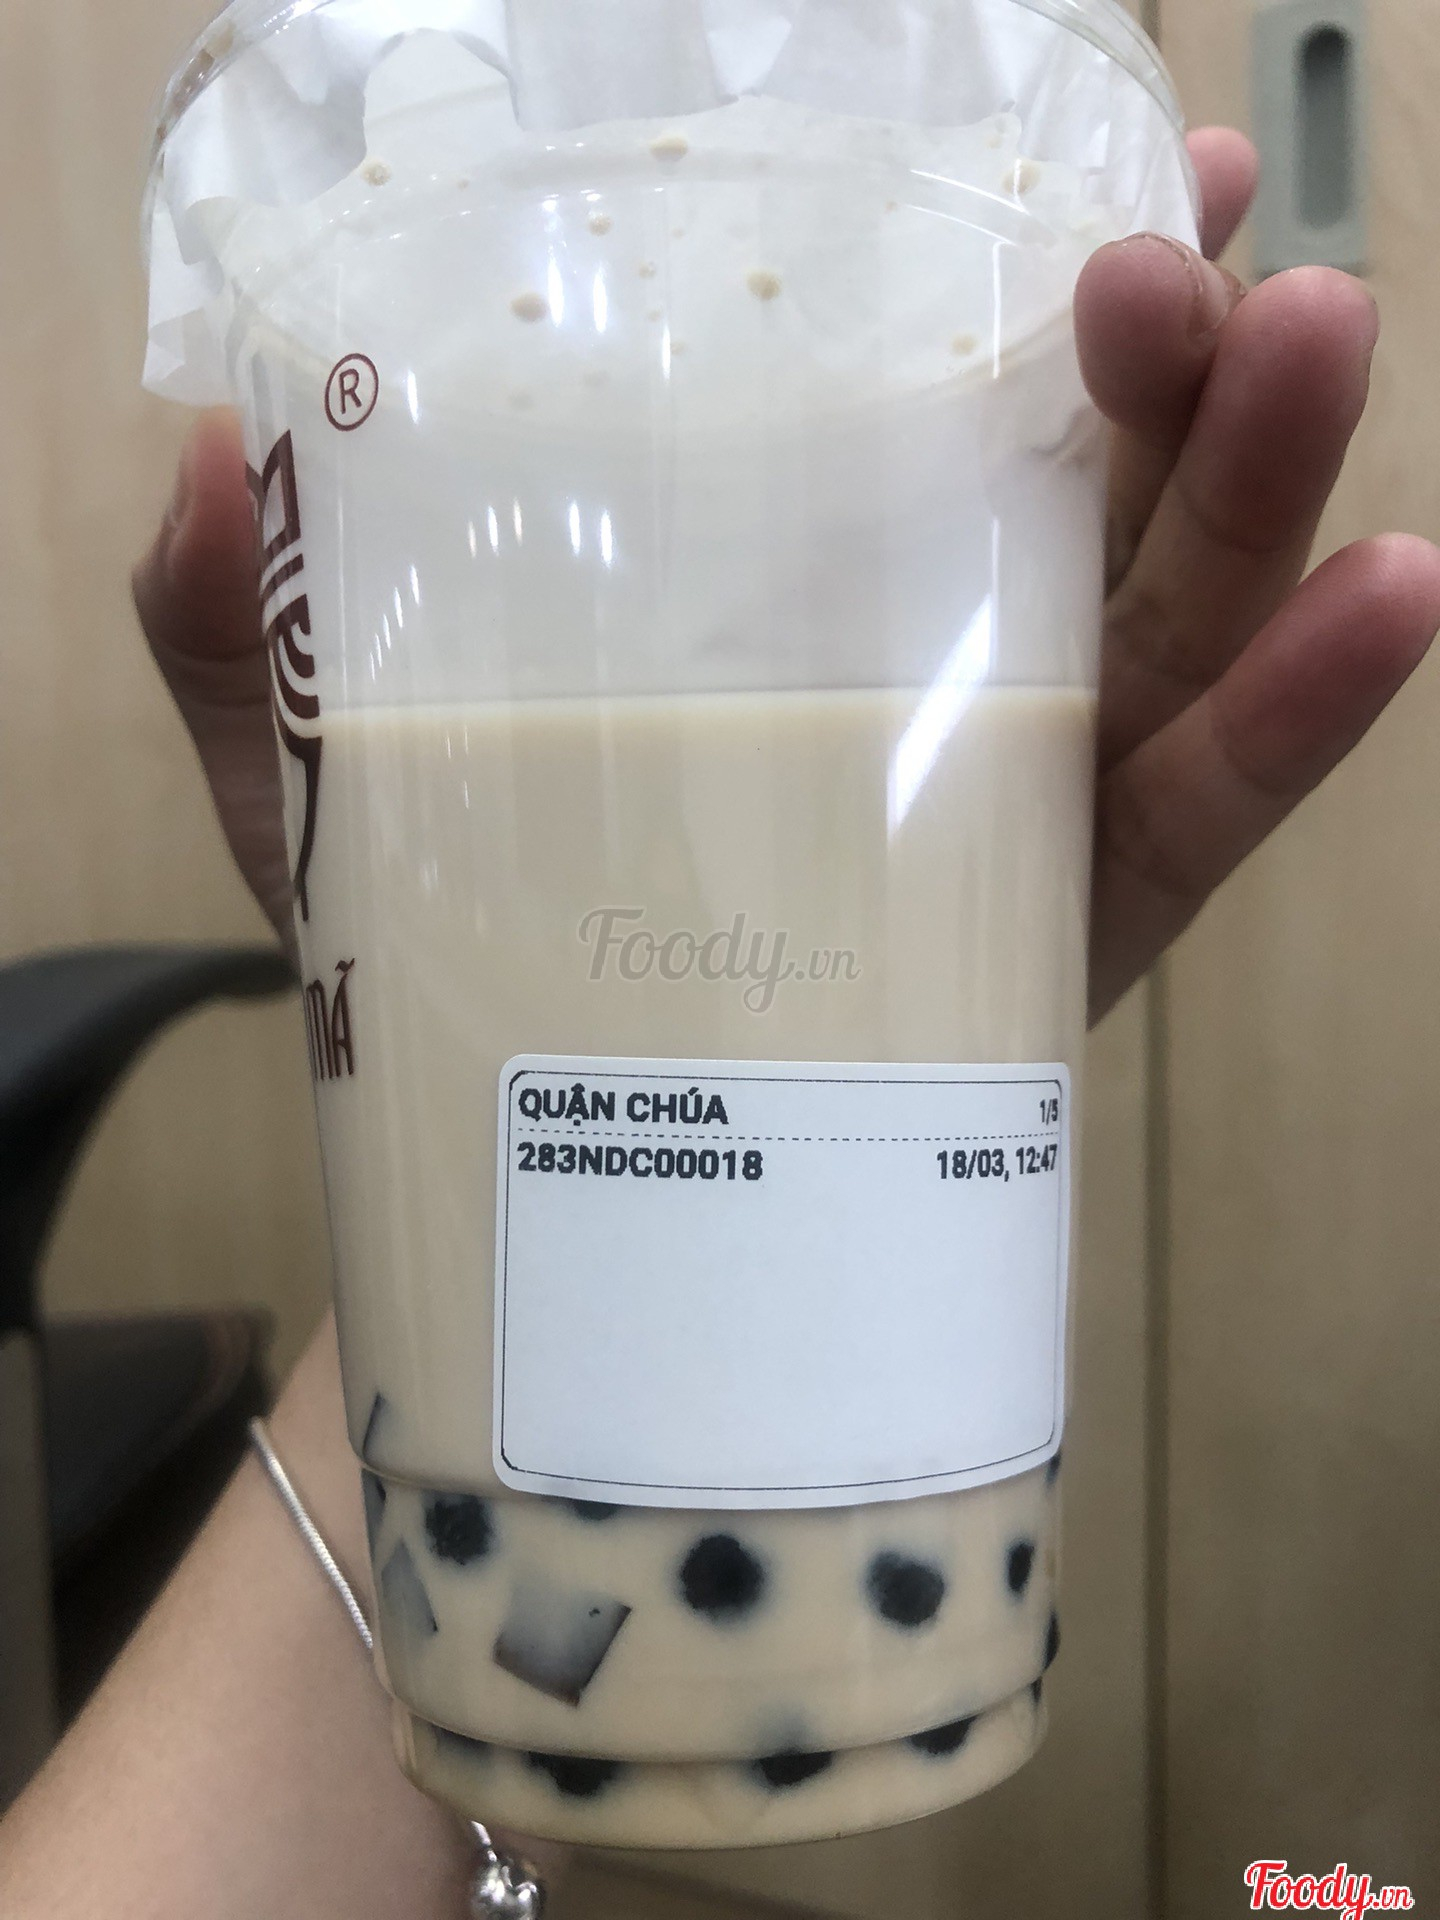 ®
MÃ
Foody.vn
QUẬN CHÚA 1/5
283NDC00018 18/03, 12:47
Foody.vn